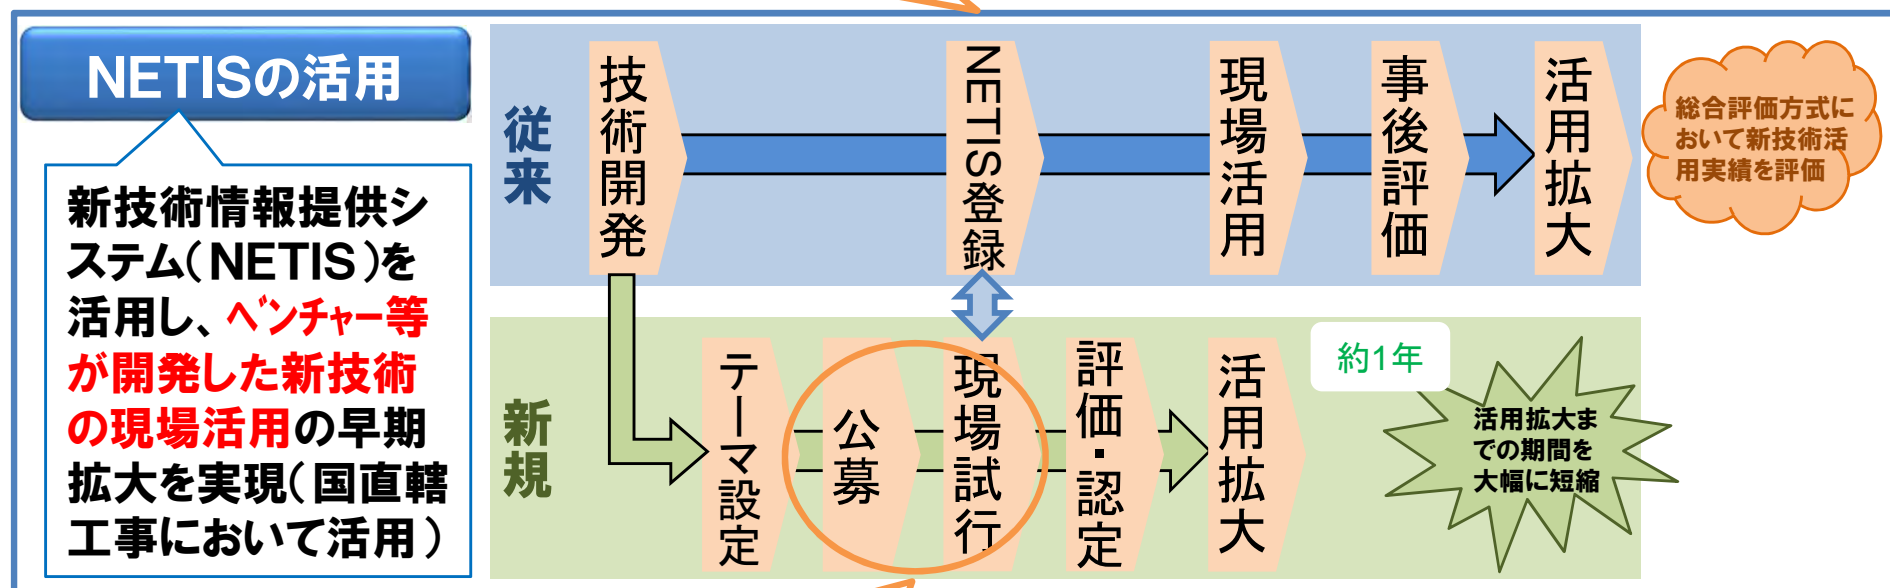 NETISの活用
新技術情報提供シ
ステム(NETIS)を
活用し、ベンチャー等
が開発した新技術
の現場活用の早期
拡大を実現(国直轄
工事において活用)
従来
技術開発
NETIS登録
現場活用
事後評価
活用拡大
総合評価方式に
おいて新技術活
用実績を評価
新規
テーマ設定
公募
現場試行
評価・認定
活用拡大
約1年
活用拡大ま
での期間を
大幅に短縮